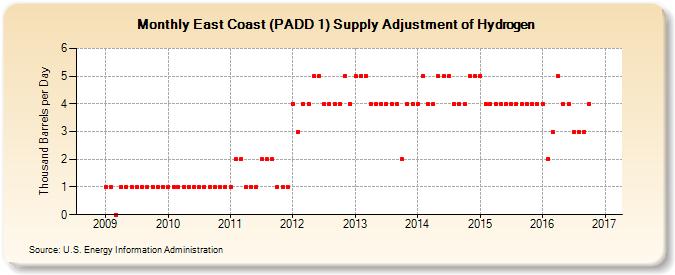 Monthly East Coast (PADD 1) Supply Adjustment of Hydrogen
Thousand Barrels per Day
6
5
4
3
2
1
0
2009 2010 2011 2012 2013 2014 2015 2016 2017
Source: U.S. Energy Information Administration